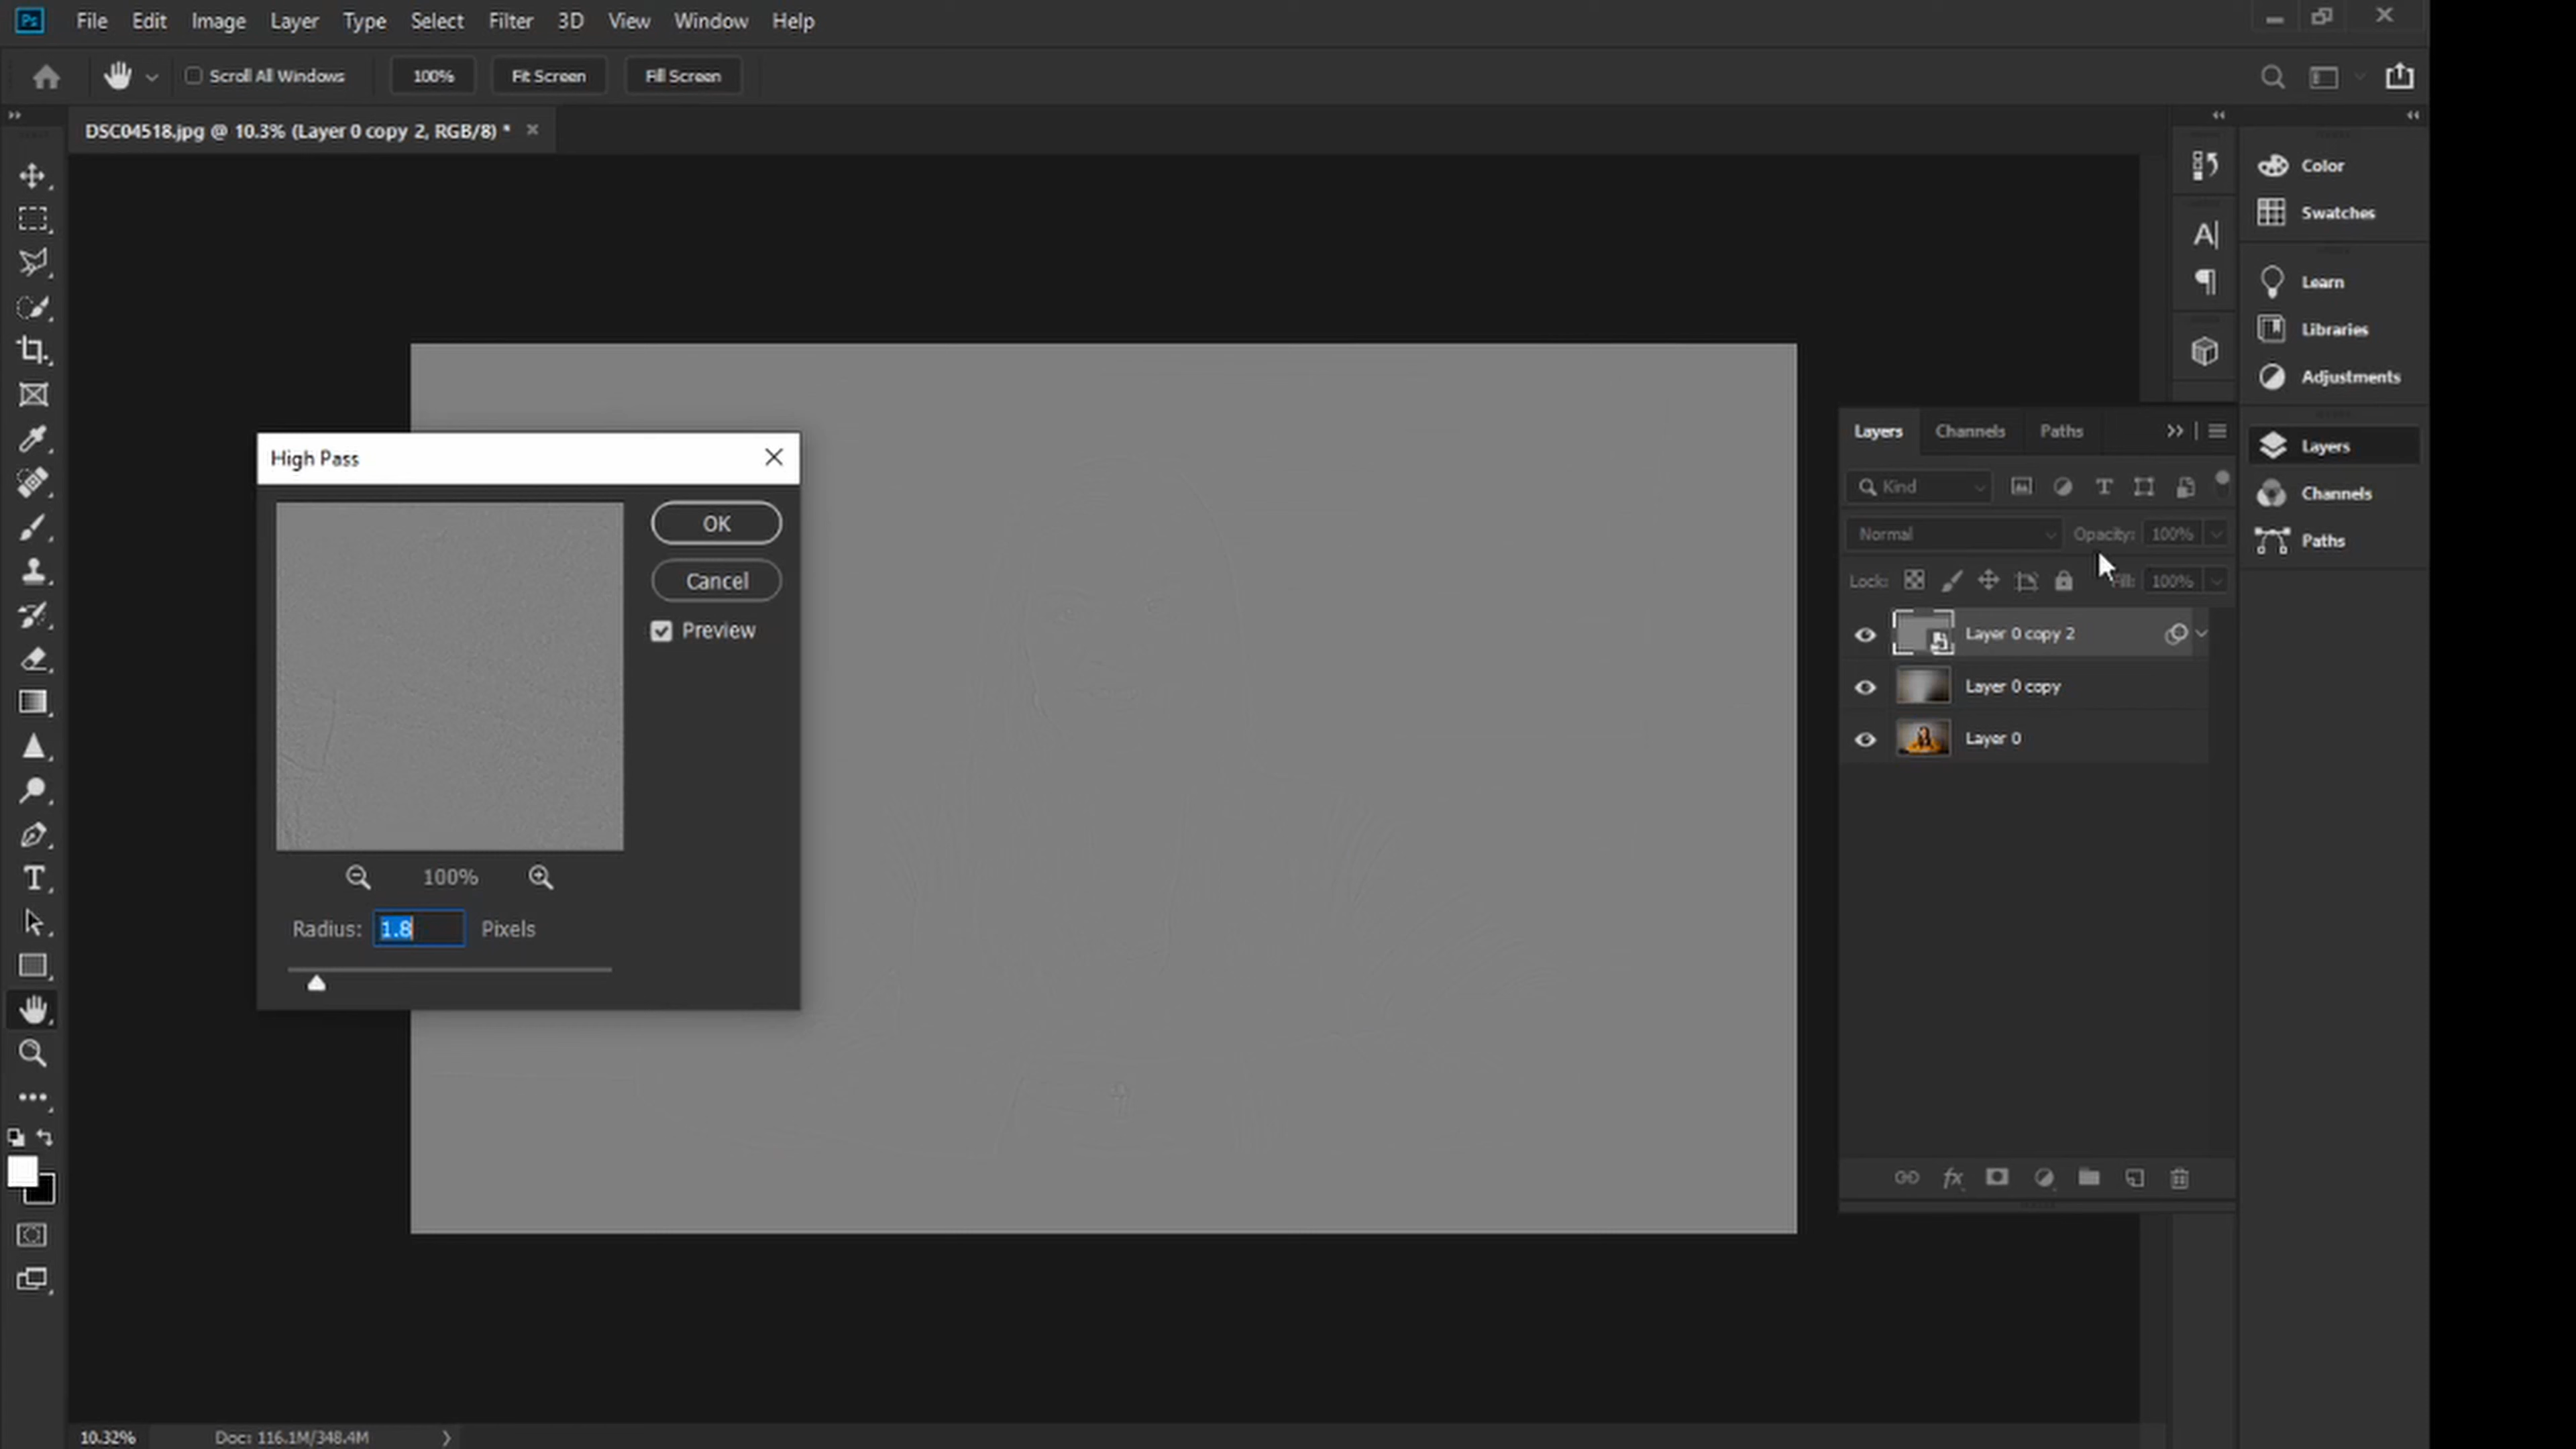 Ps File Edit Image Layer Type Select Filter 3D View Window Help
Scroll All Windows 100% Fit Screen Fill Screen
DSC04518.jpg @ 10.3% (Layer 0 copy 2, RGB/8) *
High Pass
OK
Cancel
Preview
100%
Radius: 1.8 Pixels
Layers Channels Paths
Kind
Normal Opacity: 100%
Lock: Fill: 100%
Layer 0 copy 2
Layer 0 copy
Layer 0
fx
Color
Swatches
Learn
Libraries
Adjustments
Layers
Channels
Paths
10.32% Doc: 116.1M/348.4M